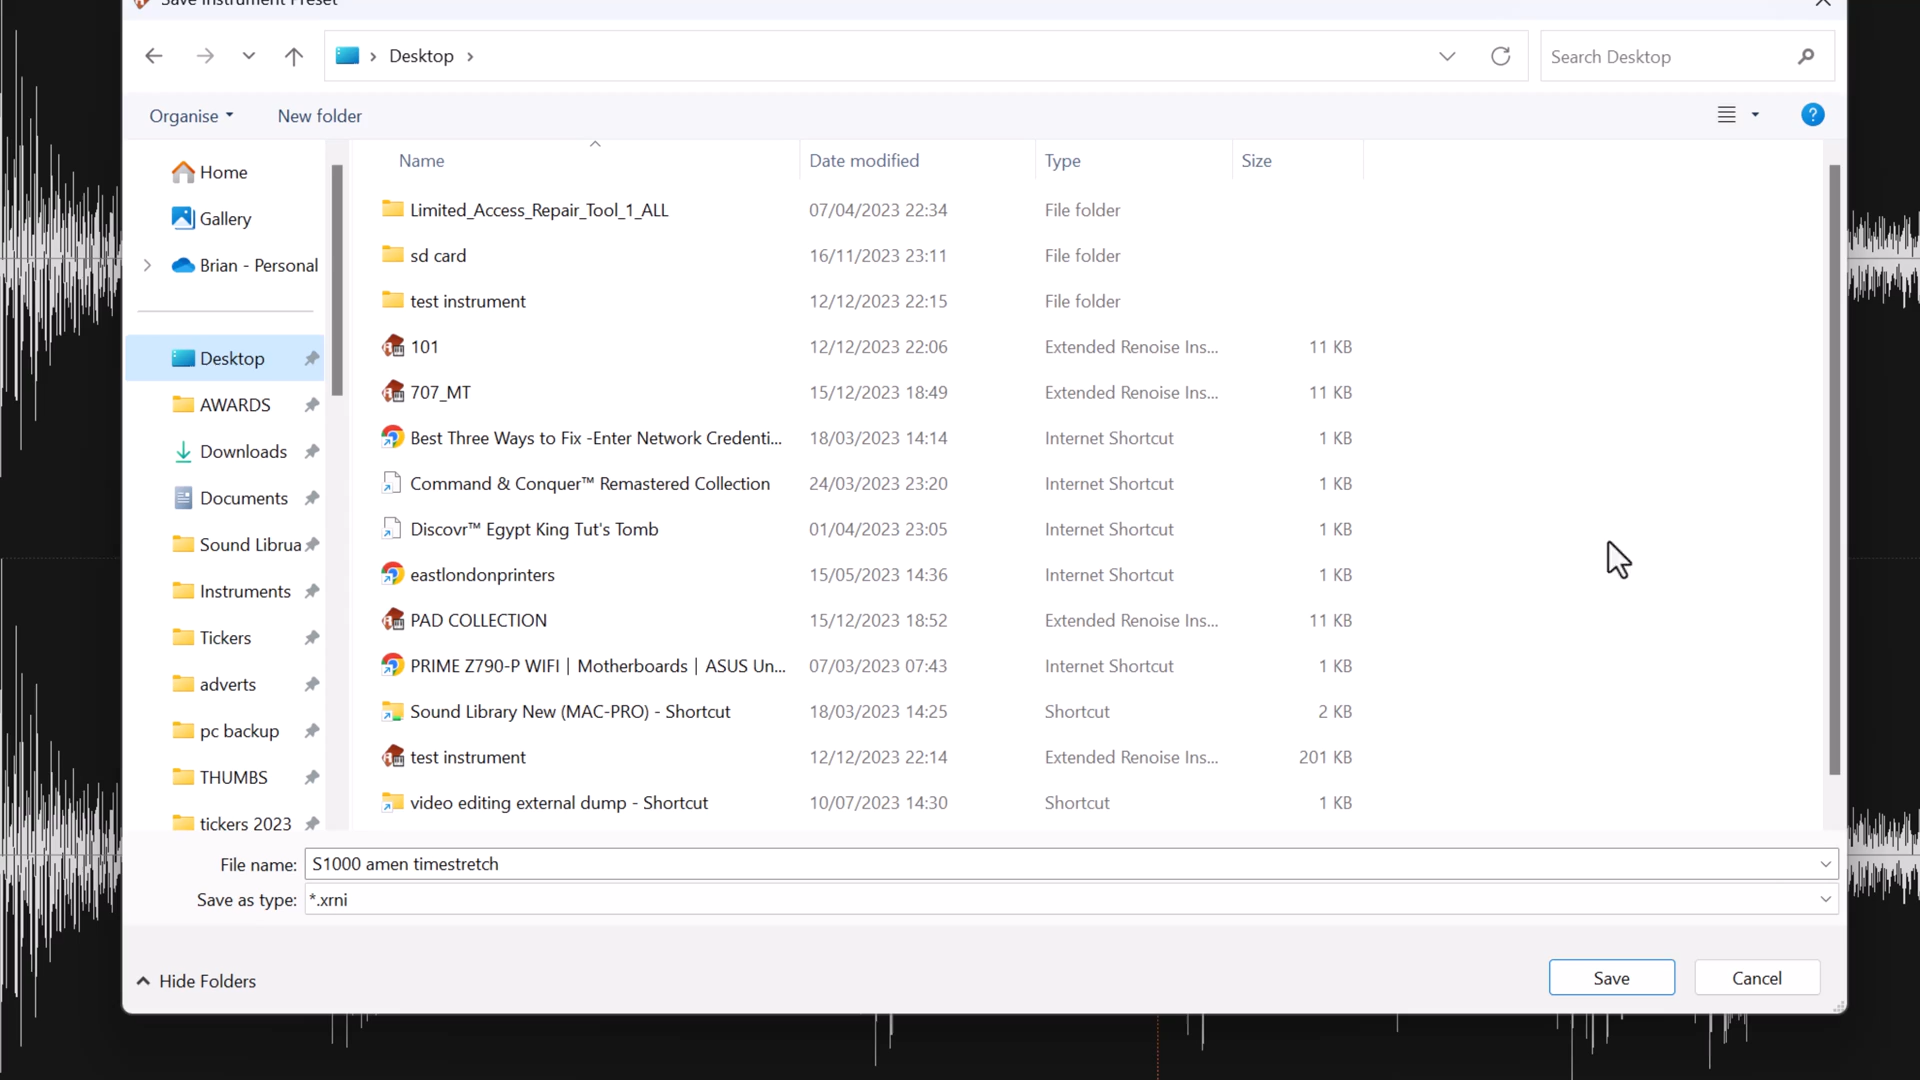 Save Instrument Preset
Desktop
Search Desktop
Organise
New folder
?
Name
Date modified
Type
Size
Home
Gallery
Brian - Personal
Desktop
AWARDS
Downloads
Documents
Sound Librua
Instruments
Tickers
adverts
pc backup
THUMBS
tickers 2023
Limited_Access_Repair_Tool_1_ALL 07/04/2023 22:34 File folder
sd card 16/11/2023 23:11 File folder
test instrument 12/12/2023 22:15 File folder
101 12/12/2023 22:06 Extended Renoise Ins... 11 KB
707_MT 15/12/2023 18:49 Extended Renoise Ins... 11 KB
Best Three Ways to Fix -Enter Network Credenti... 18/03/2023 14:14 Internet Shortcut 1 KB
Command & Conquer™ Remastered Collection 24/03/2023 23:20 Internet Shortcut 1 KB
Discovr™ Egypt King Tut's Tomb 01/04/2023 23:05 Internet Shortcut 1 KB
eastlondonprinters 15/05/2023 14:36 Internet Shortcut 1 KB
PAD COLLECTION 15/12/2023 18:52 Extended Renoise Ins... 11 KB
PRIME Z790-P WIFI | Motherboards | ASUS Un... 07/03/2023 07:43 Internet Shortcut 1 KB
Sound Library New (MAC-PRO) - Shortcut 18/03/2023 14:25 Shortcut 2 KB
test instrument 12/12/2023 22:14 Extended Renoise Ins... 201 KB
video editing external dump - Shortcut 10/07/2023 14:30 Shortcut 1 KB
File name: S1000 amen timestretch
Save as type: *.xrni
Hide Folders
Save
Cancel